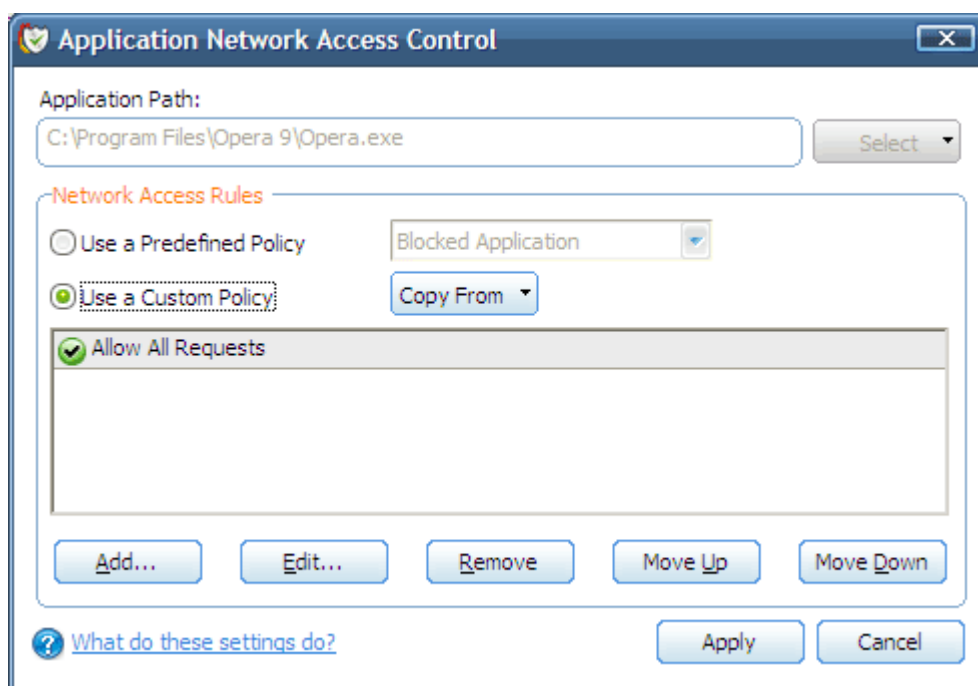 Application Network Access Control
Application Path:
C:\Program Files\Opera 9\Opera.exe
Select
Network Access Rules
Use a Predefined Policy
Blocked Application
Use a Custom Policy
Copy From
Allow All Requests
Add...
Edit...
Remove
Move Up
Move Down
What do these settings do?
Apply
Cancel